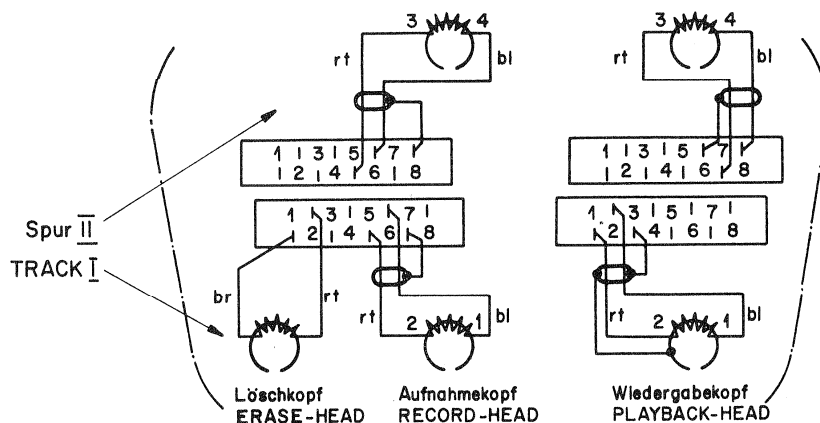 3 4
rt bl
3 4
rt bl
1 3 5 7
2 4 6 8
1 3 5 7
2 4 6 8
1 3 5 7
2 4 6 8
1 3 5 7
2 4 6 8
Spur II
TRACK I
br rt
rt 2 1 bl
rt 2 1 bl
Löschkopf
ERASE-HEAD
Aufnahmekopf
RECORD-HEAD
Wiedergabekopf
PLAYBACK-HEAD